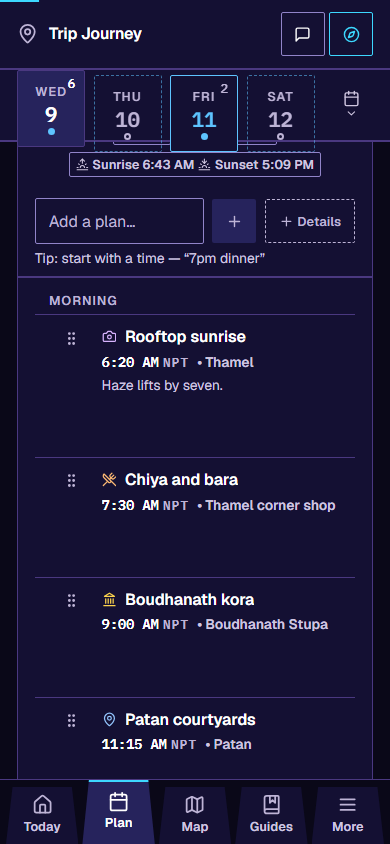 Trip Journey
WED 6
9
THU
10
FRI 2
11
SAT
12
Sunrise 6:43 AM Sunset 5:09 PM
Add a plan…
+ Details
Tip: start with a time — “7pm dinner”
MORNING
Rooftop sunrise
6:20 AM NPT • Thamel
Haze lifts by seven.
Chiya and bara
7:30 AM NPT • Thamel corner shop
Boudhanath kora
9:00 AM NPT • Boudhanath Stupa
Patan courtyards
11:15 AM NPT • Patan
Today
Plan
Map
Guides
More